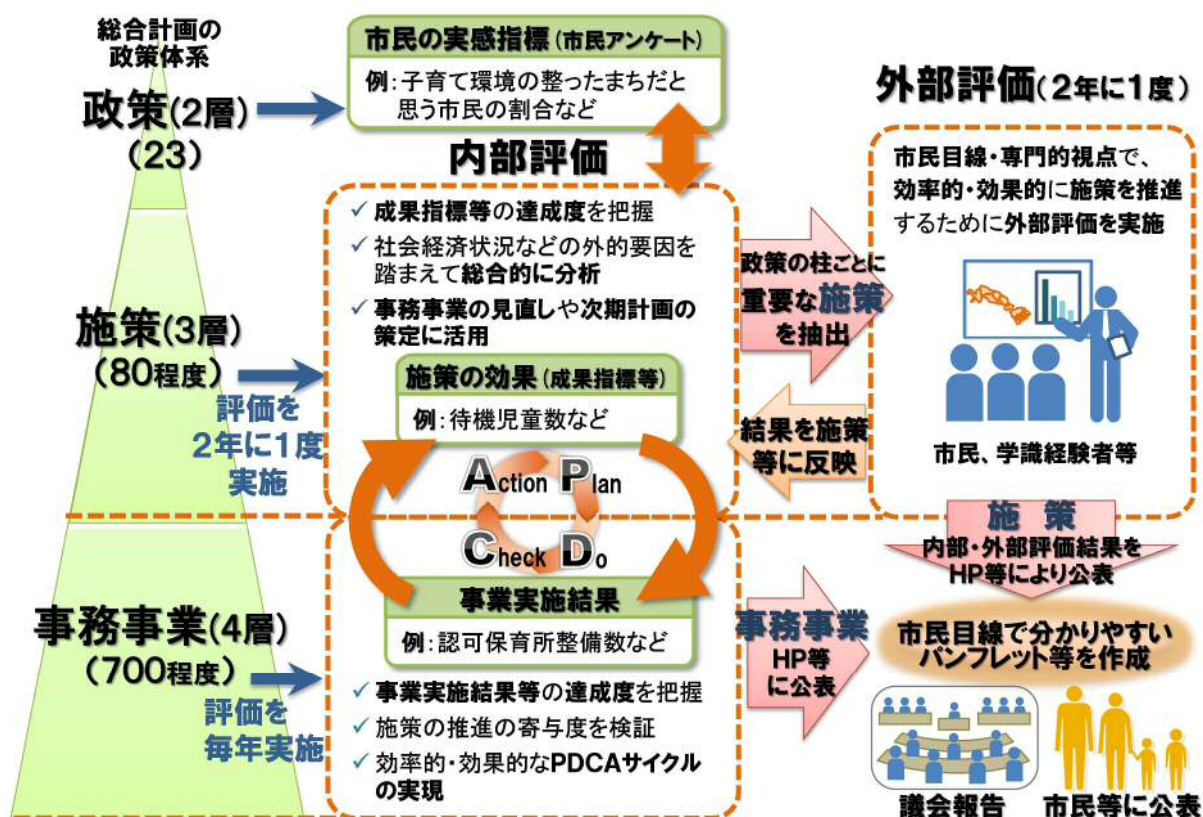 総合計画の
政策体系
政策(2層)
(23)
施策(3層)
(80程度)
評価を
2年に1度
実施
事務事業(4層)
(700程度)
評価を
毎年実施
市民の実感指標(市民アンケート)
例:子育て環境の整ったまちだと
思う市民の割合など
内部評価
✓ 成果指標等の達成度を把握
✓ 社会経済状況などの外的要因を
踏まえて総合的に分析
✓ 事務事業の見直しや次期計画の
策定に活用
施策の効果(成果指標等)
例:待機児童数など
Action Plan
Check Do
事業実施結果
例:認可保育所整備数など
✓ 事業実施結果等の達成度を把握
✓ 施策の推進の寄与度を検証
✓ 効率的・効果的なPDCAサイクル
の実現
政策の柱ごとに
重要な施策
を抽出
結果を施策
等に反映
事務事業
HP等
に公表
外部評価(2年に1度)
市民目線・専門的視点で、
効率的・効果的に施策を推進
するために外部評価を実施
市民、学識経験者等
施策
内部・外部評価結果を
HP等により公表
市民目線で分かりやすい
パンフレット等を作成
議会報告
市民等に公表